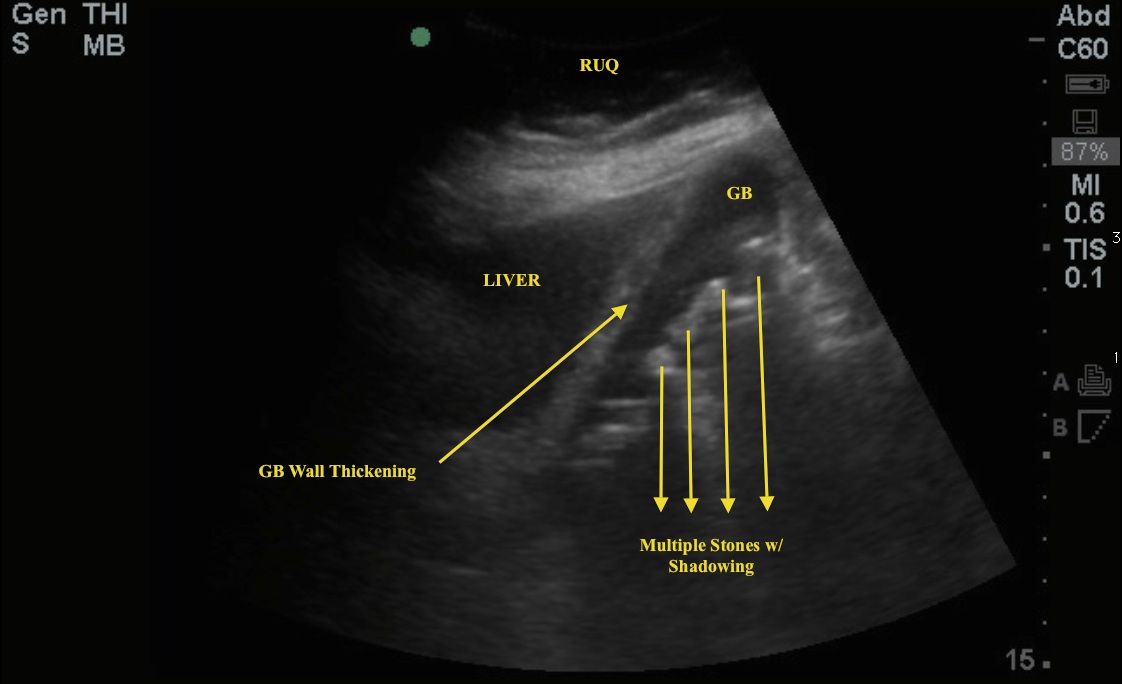 Gen THI
S MB
Abd
C60
87%
MI
0.6
TIS
3
0.1
1
A
B
15
RUQ
GB
LIVER
GB Wall Thickening
Multiple Stones w/
Shadowing